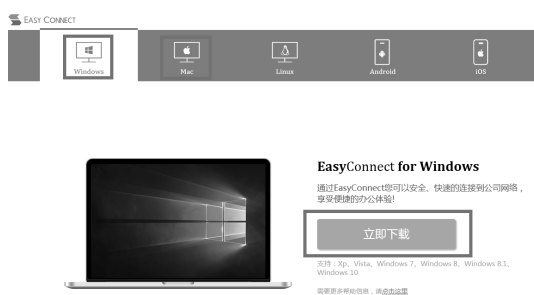 EASY CONNECT
Windows
Mac
Linux
Android
iOS
EasyConnect for Windows
通过EasyConnect您可以安全、快速的连接到公司网络，
享受便捷的办公体验!
立即下载
支持：Xp、Vista、Windows 7、Windows 8、Windows 8.1、
Windows 10
需要更多帮助信息，请点击这里